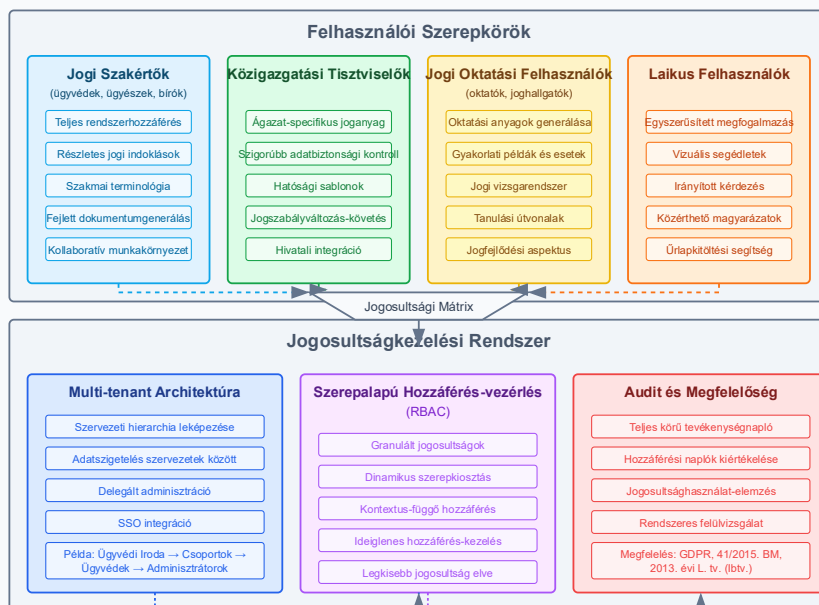 Felhasználói Szerepkörök
Jogi Szakértők
(ügyvédek, ügyészek, bírók)
Teljes rendszerhozzáférés
Részletes jogi indoklások
Szakmai terminológia
Fejlett dokumentumgenerálás
Kollaboratív munkakörnyezet
Közigazgatási Tisztviselők
Ágazat-specifikus joganyag
Szigorúbb adatbiztonsági kontroll
Hatósági sablonok
Jogszabályváltozás-követés
Hivatali integráció
Jogi Oktatási Felhasználók
(oktatók, joghallgatók)
Oktatási anyagok generálása
Gyakorlati példák és esetek
Jogi vizsgarendszer
Tanulási útvonalak
Jogfejlődési aspektus
Laikus Felhasználók
Egyszerűsített megfogalmazás
Vizuális segédletek
Irányított kérdezés
Közérthető magyarázatok
Űrlapkitöltési segítség
Jogosultsági Mátrix
Jogosultságkezelési Rendszer
Multi-tenant Architektúra
Szervezeti hierarchia leképezése
Adatszigetelés szervezetek között
Delegált adminisztráció
SSO integráció
Példa: Ügyvédi Iroda → Csoportok →
Ügyvédek → Adminisztrátorok
Szerepalapú Hozzáférés-vezérlés
(RBAC)
Granulált jogosultságok
Dinamikus szerepkiosztás
Kontextus-függő hozzáférés
Ideiglenes hozzáférés-kezelés
Legkisebb jogosultság elve
Audit és Megfelelőség
Teljes körű tevékenységnapló
Hozzáférési naplók kiértékelése
Jogosultsághasználat-elemzés
Rendszeres felülvizsgálat
Megfelelés: GDPR, 41/2015. BM,
2013. évi L. tv. (Ibtv.)